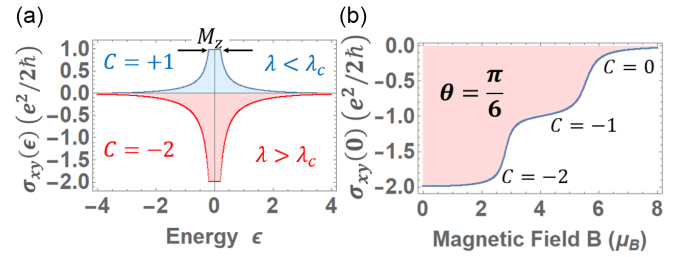 (a)
M_z
C = +1
λ < λ_c
C = −2
λ > λ_c
σ_xy(ϵ) (e²/2ħ)
1.0
0.5
0.0
-0.5
-1.0
-1.5
-2.0
-4
-2
0
2
4
Energy ϵ
(b)
θ = π/6
C = 0
C = −1
C = −2
σ_xy(0) (e²/2ħ)
0.0
-0.5
-1.0
-1.5
-2.0
0
2
4
6
8
Magnetic Field B (μ_B)